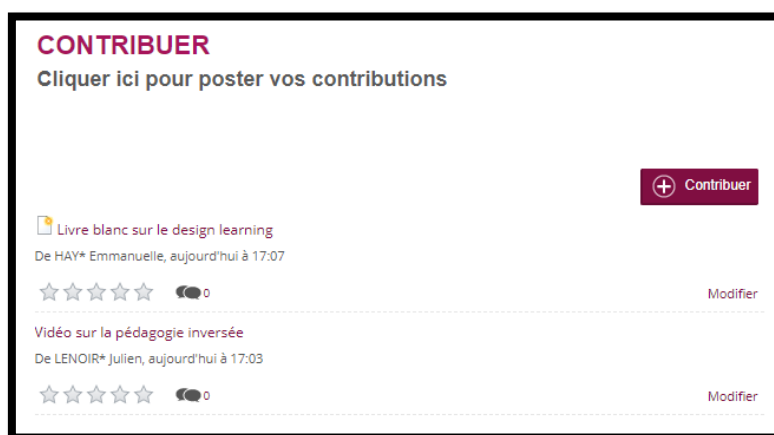 CONTRIBUER
Cliquer ici pour poster vos contributions
Contribuer
Livre blanc sur le design learning
De HAY* Emmanuelle, aujourd'hui à 17:07
0
Modifier
Vidéo sur la pédagogie inversée
De LENOIR* Julien, aujourd'hui à 17:03
0
Modifier